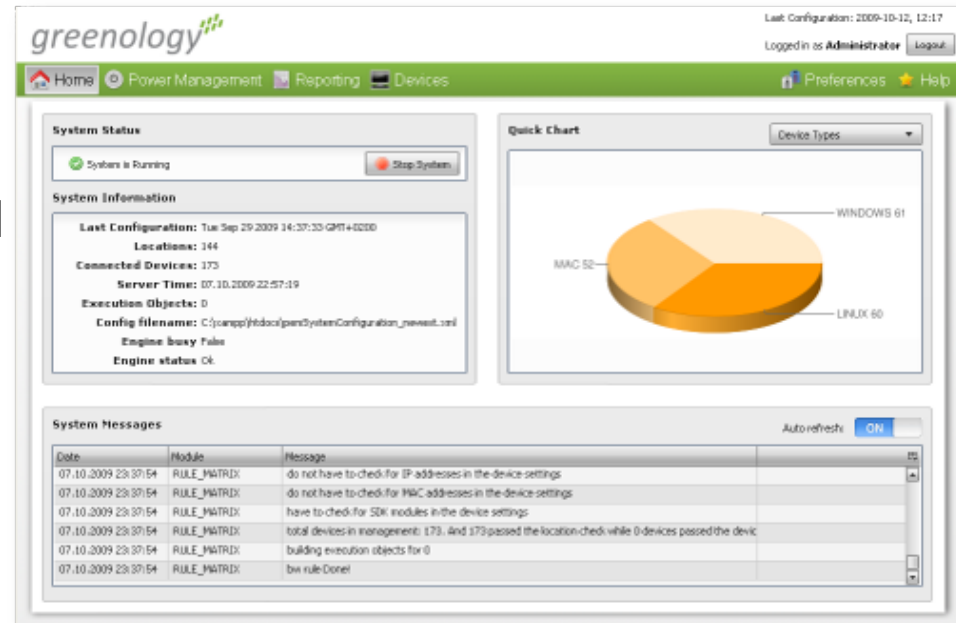 greenology
Last Configuration: 2009-10-12, 12:17
Logged in as Administrator Logout
Home Power Management Reporting Devices Preferences Help
System Status
System is Running Stop System
System Information
Last Configuration: Tue Sep 29 2009 14:37:33 GMT+0200
Locations: 144
Connected Devices: 173
Server Time: 07.10.2009 22:57:19
Execution Objects: 0
Config filename: C:\xampp\htdocs\pem\SystemConfiguration_newest.xml
Engine busy False
Engine status Ok
Quick Chart Device Types
WINDOWS 61
MAC 52
LINUX 60
System Messages Auto refresh: ON
Date Module Message
07.10.2009 23:37:54 RULE_MATRIX do not have to check for IP addresses in the device settings
07.10.2009 23:37:54 RULE_MATRIX do not have to check for MAC addresses in the device settings
07.10.2009 23:37:54 RULE_MATRIX have to check for SDK modules in the device settings
07.10.2009 23:37:54 RULE_MATRIX total devices in management: 173. And 173 passed the location check while 0 devices passed the devic
07.10.2009 23:37:54 RULE_MATRIX building execution objects for 0
07.10.2009 23:37:54 RULE_MATRIX bw rule Done!